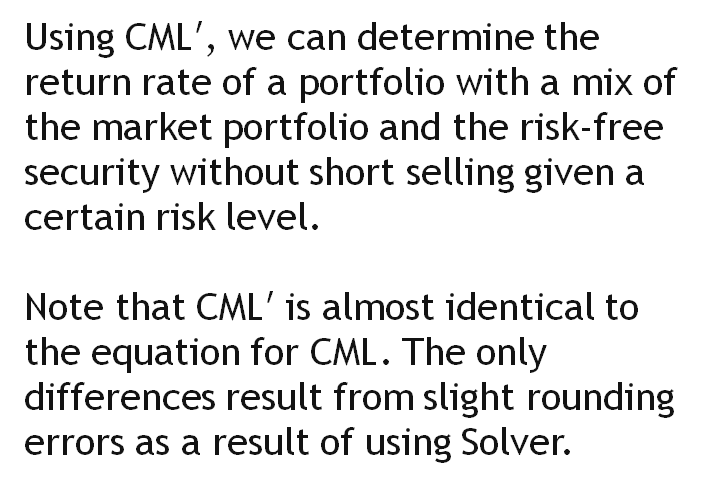 Using CML′, we can determine the
return rate of a portfolio with a mix of
the market portfolio and the risk-free
security without short selling given a
certain risk level.
Note that CML′ is almost identical to
the equation for CML. The only
differences result from slight rounding
errors as a result of using Solver.